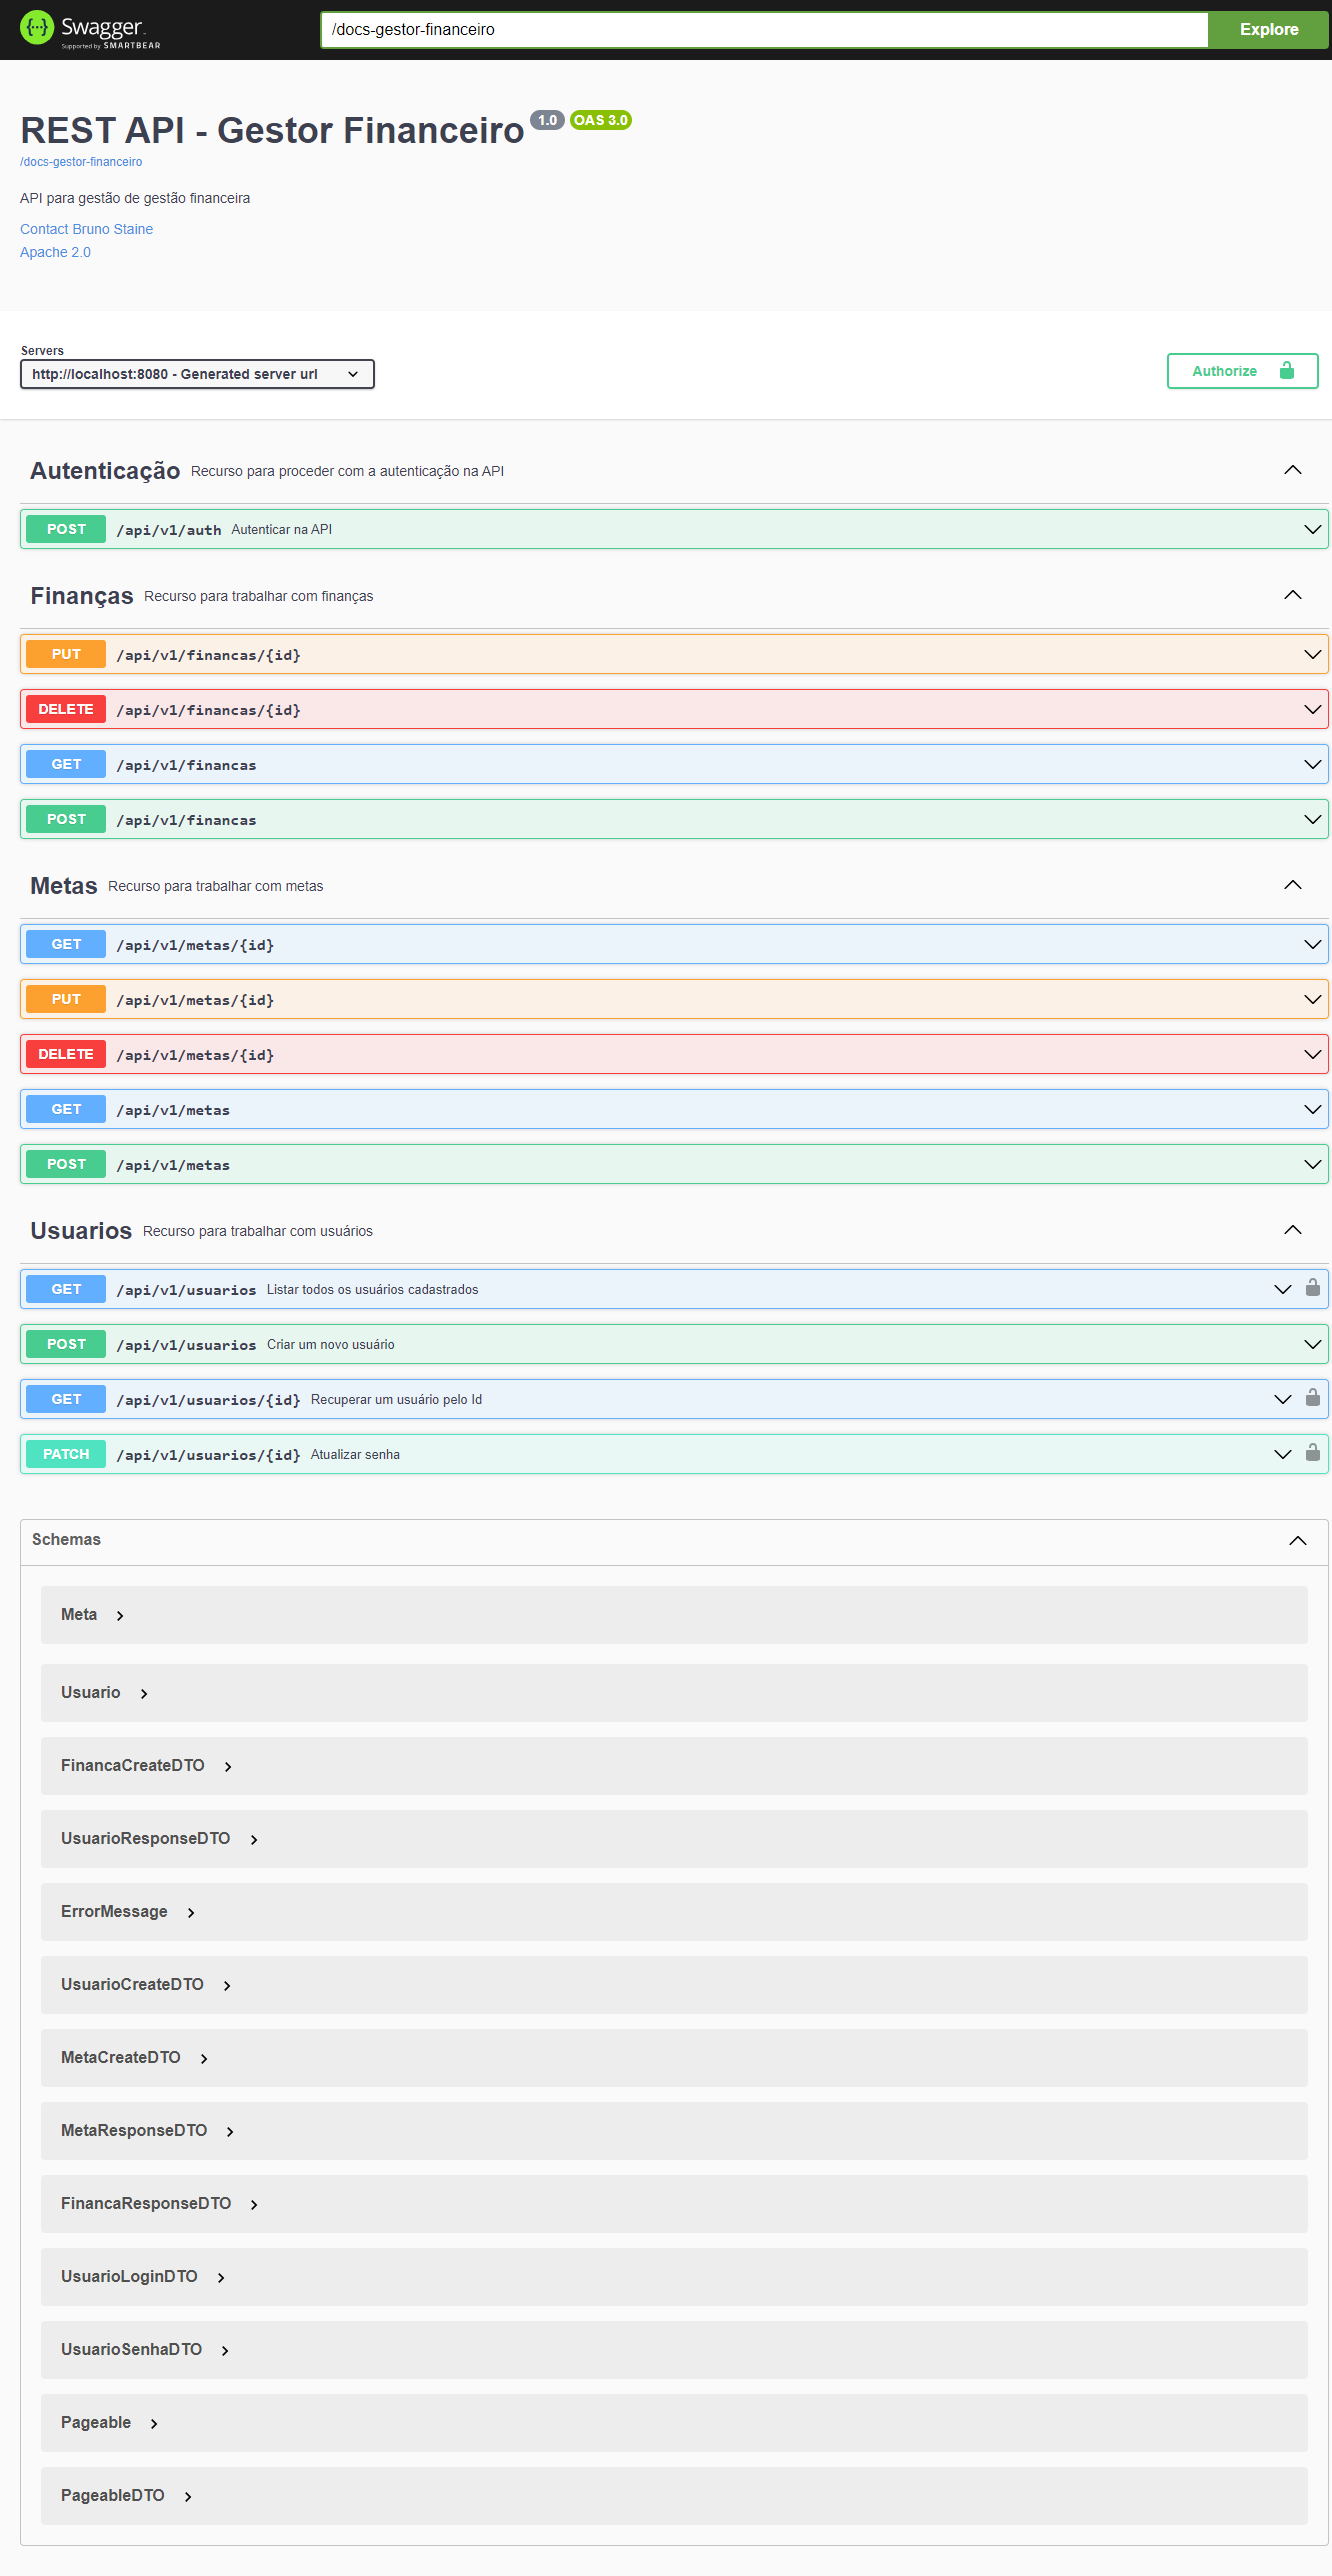 Swagger
Supported by SMARTBEAR
/docs-gestor-financeiro
Explore
REST API - Gestor Financeiro 1.0 OAS 3.0
/docs-gestor-financeiro
API para gestão de gestão financeira
Contact Bruno Staine
Apache 2.0
Servers
http://localhost:8080 - Generated server url
Authorize
Autenticação Recurso para proceder com a autenticação na API
POST /api/v1/auth Autenticar na API
Finanças Recurso para trabalhar com finanças
PUT /api/v1/financas/{id}
DELETE /api/v1/financas/{id}
GET /api/v1/financas
POST /api/v1/financas
Metas Recurso para trabalhar com metas
GET /api/v1/metas/{id}
PUT /api/v1/metas/{id}
DELETE /api/v1/metas/{id}
GET /api/v1/metas
POST /api/v1/metas
Usuarios Recurso para trabalhar com usuários
GET /api/v1/usuarios Listar todos os usuários cadastrados
POST /api/v1/usuarios Criar um novo usuário
GET /api/v1/usuarios/{id} Recuperar um usuário pelo Id
PATCH /api/v1/usuarios/{id} Atualizar senha
Schemas
Meta
Usuario
FinancaCreateDTO
UsuarioResponseDTO
ErrorMessage
UsuarioCreateDTO
MetaCreateDTO
MetaResponseDTO
FinancaResponseDTO
UsuarioLoginDTO
UsuarioSenhaDTO
Pageable
PageableDTO